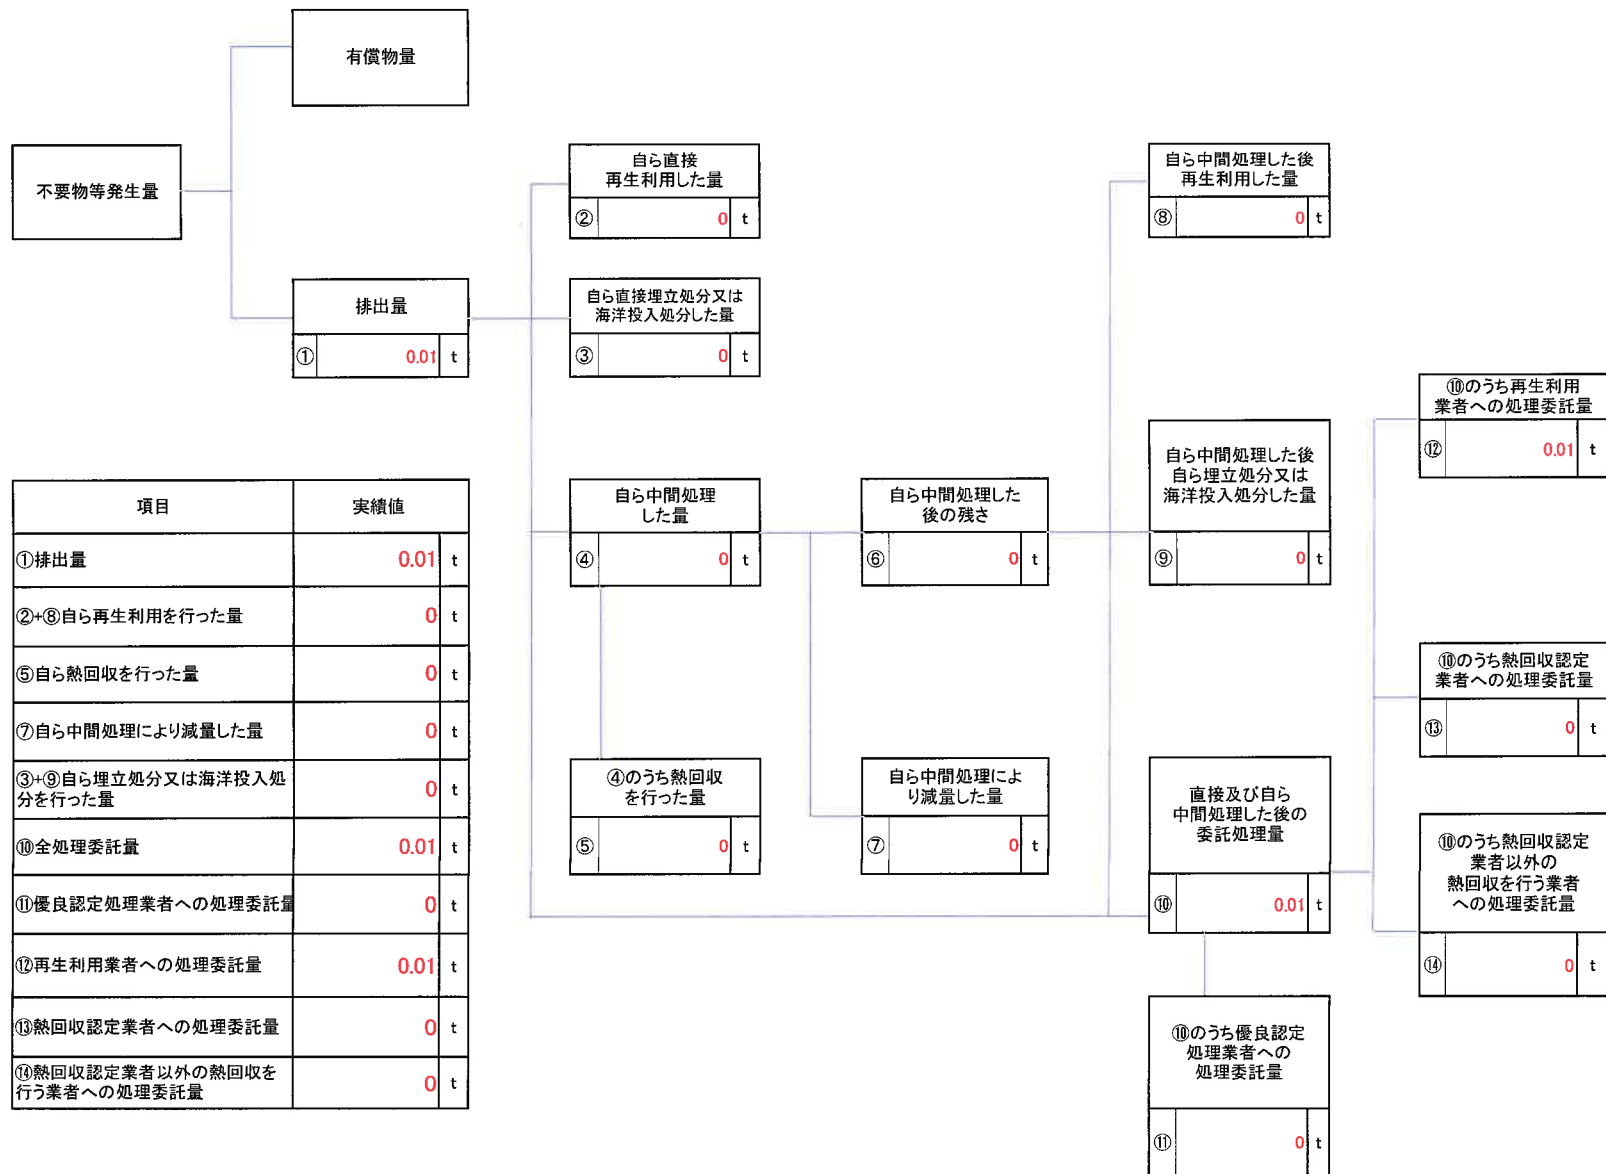 有償物量
不要物等発生量
排出量
① 0.01 t
自ら直接
再生利用した量
② 0 t
自ら直接埋立処分又は
海洋投入処分した量
③ 0 t
自ら中間処理
した量
④ 0 t
④のうち熱回収
を行った量
⑤ 0 t
自ら中間処理した
後の残さ
⑥ 0 t
自ら中間処理によ
り減量した量
⑦ 0 t
自ら中間処理した後
再生利用した量
⑧ 0 t
自ら中間処理した後
自ら埋立処分又は
海洋投入処分した量
⑨ 0 t
直接及び自ら
中間処理した後の
委託処理量
⑩ 0.01 t
⑩のうち優良認定
処理業者への
処理委託量
⑪ 0 t
⑩のうち再生利用
業者への処理委託量
⑫ 0.01 t
⑩のうち熱回収認定
業者への処理委託量
⑬ 0 t
⑩のうち熱回収認定
業者以外の
熱回収を行う業者
への処理委託量
⑭ 0 t
項目 実績値
①排出量 0.01 t
②+⑧自ら再生利用を行った量 0 t
⑤自ら熱回収を行った量 0 t
⑦自ら中間処理により減量した量 0 t
③+⑨自ら埋立処分又は海洋投入処
分を行った量 0 t
⑩全処理委託量 0.01 t
⑪優良認定処理業者への処理委託量 0 t
⑫再生利用業者への処理委託量 0.01 t
⑬熱回収認定業者への処理委託量 0 t
⑭熱回収認定業者以外の熱回収を
行う業者への処理委託量 0 t